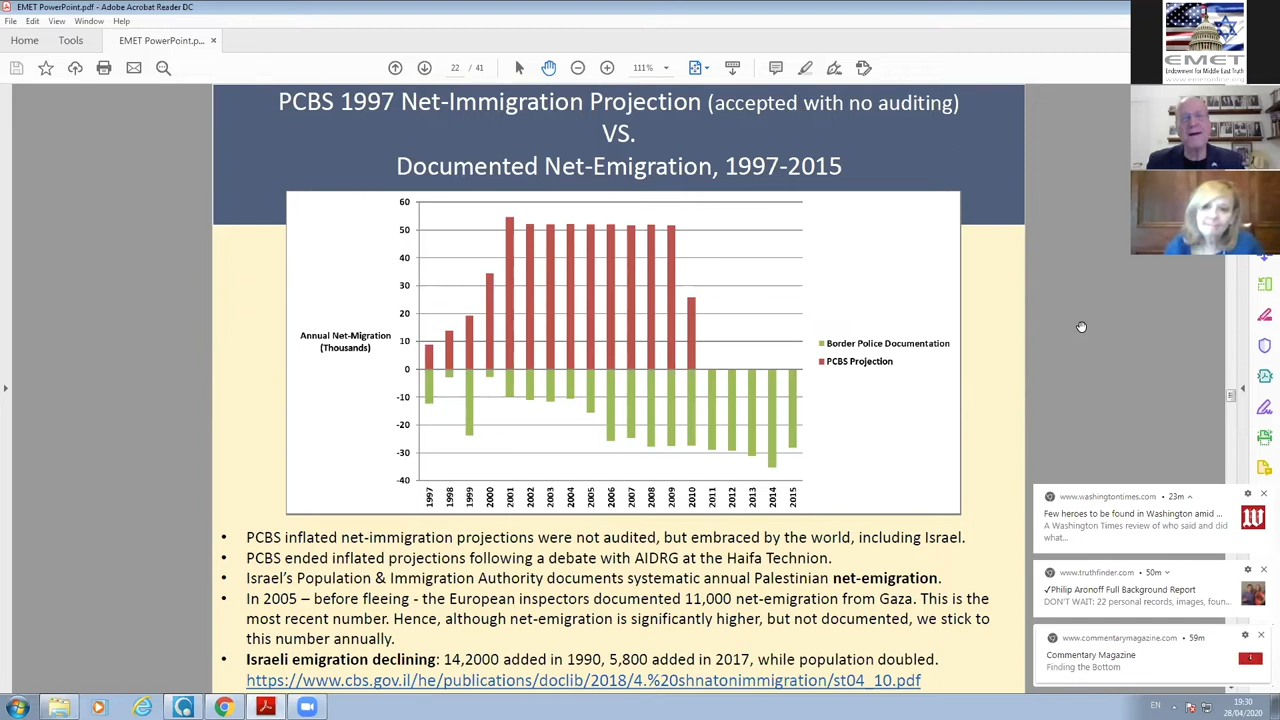 EMET PowerPoint.pdf - Adobe Acrobat Reader DC
File Edit View Window Help
Home Tools EMET PowerPoint.p... ×
22
PCBS 1997 Net-Immigration Projection (accepted with no auditing)
VS.
Documented Net-Emigration, 1997-2015
60
50
40
30
20
10
0
-10
-20
-30
-40
Annual Net-Migration
(Thousands)
1997 1998 1999 2000 2001 2002 2003 2004 2005 2006 2007 2008 2009 2010 2011 2012 2013 2014 2015
Border Police Documentation
PCBS Projection
• PCBS inflated net-immigration projections are not audited, but embraced by the world, including Israel.
• PCBS ended inflated projections following a debate with AIDRG at the Haifa Technion.
• Israel's Population & Immigration Authority documents systematic annual Palestinian net-emigration.
• In 2005 – before fleeing Gaza – European inspectors documented 11,000 net-emigration from Gaza. This is the
most recent number. Hence, although net-emigration is significantly higher, but not documented, we stick to
this number annually.
• Israeli emigration declining: 14,2000 added in 1990, 5,800 added in 2017, while population doubled.
https://www.cbs.gov.il/he/publications/doclib/2018/4.%20shnatonimmigration/st04_10.pdf
EMET
Endowment for Middle East Truth
www.emetonline.org
www.washingtontimes.com • 23m
Few heroes to be found in Washington amid ...
A Washington Times review of who said and did
what...
www.truthfinder.com • 50m
✓Philip Aronoff Full Background Report
DON'T WAIT: 22 personal records, images, foun...
www.commentarymagazine.com • 59m
Commentary Magazine
Finding the Bottom
EN
19:30
28/04/2020